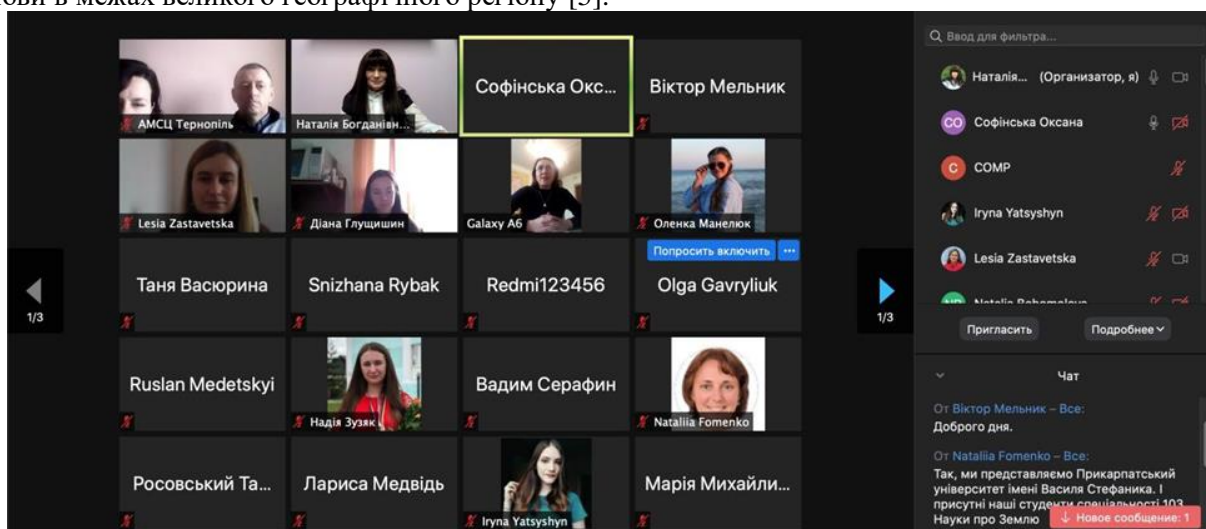 в межах великого географічного регіону [5].
Ввод для фильтра...
АМСЦ Тернопіль
Наталія Богданівн...
Софінська Окс...
Віктор Мельник
Lesia Zastavetska
Діана Глущишин
Galaxy A6
Оленка Манелюк
Попросить включить ...
Таня Васюрина
Snizhana Rybak
Redmi123456
Olga Gavryliuk
1/3
1/3
Ruslan Medetskyi
Надія Зузяк
Вадим Серафин
Nataliia Fomenko
Росовський Та...
Лариса Медвідь
Iryna Yatsyshyn
Марія Михайли...
Наталія... (Организатор, я)
СО Софінська Оксана
C COMP
Iryna Yatsyshyn
Lesia Zastavetska
Пригласить
Подробнее
Чат
От Віктор Мельник – Все:
Доброго дня.
От Nataliia Fomenko – Все:
Так, ми представляємо Прикарпатський
університет імені Василя Стефаника. І
присутні наші студенти спеціальності 103
Науки про Землю
↓ Новое сообщение: 1